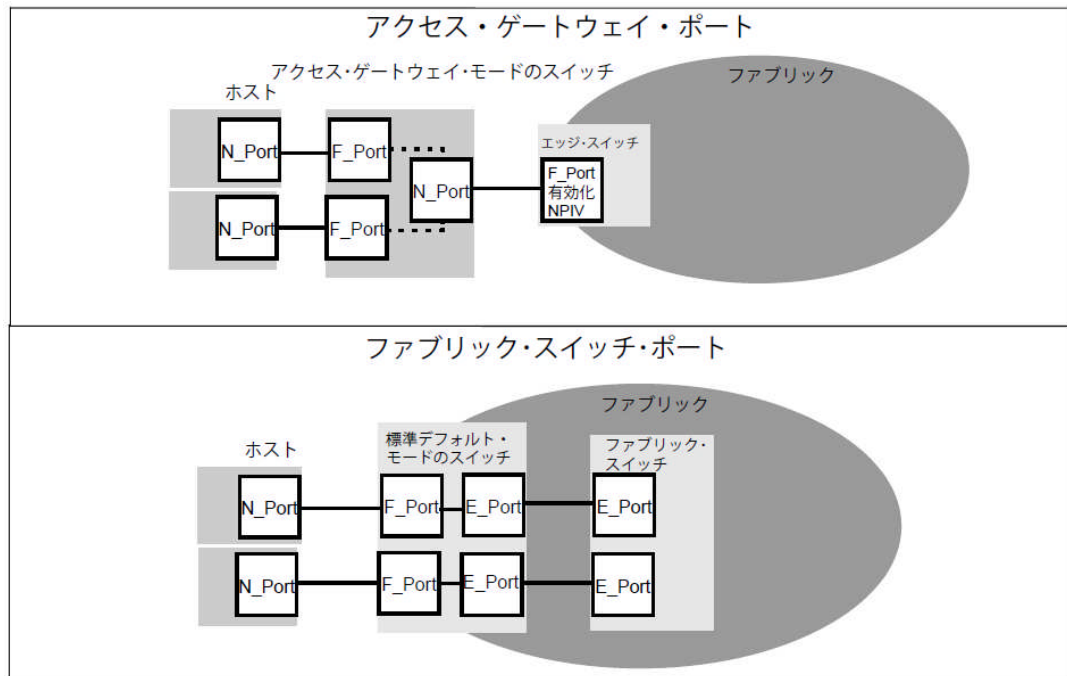 アクセス・ゲートウェイ・ポート
アクセス・ゲートウェイ・モードのスイッチ
ファブリック
ホスト
エッジ・スイッチ
N_Port
F_Port
N_Port
F_Port
有効化
NPIV
N_Port
F_Port
ファブリック・スイッチ・ポート
ファブリック
ホスト
標準デフォルト・
モードのスイッチ
ファブリック・
スイッチ
N_Port
F_Port
E_Port
E_Port
N_Port
F_Port
E_Port
E_Port